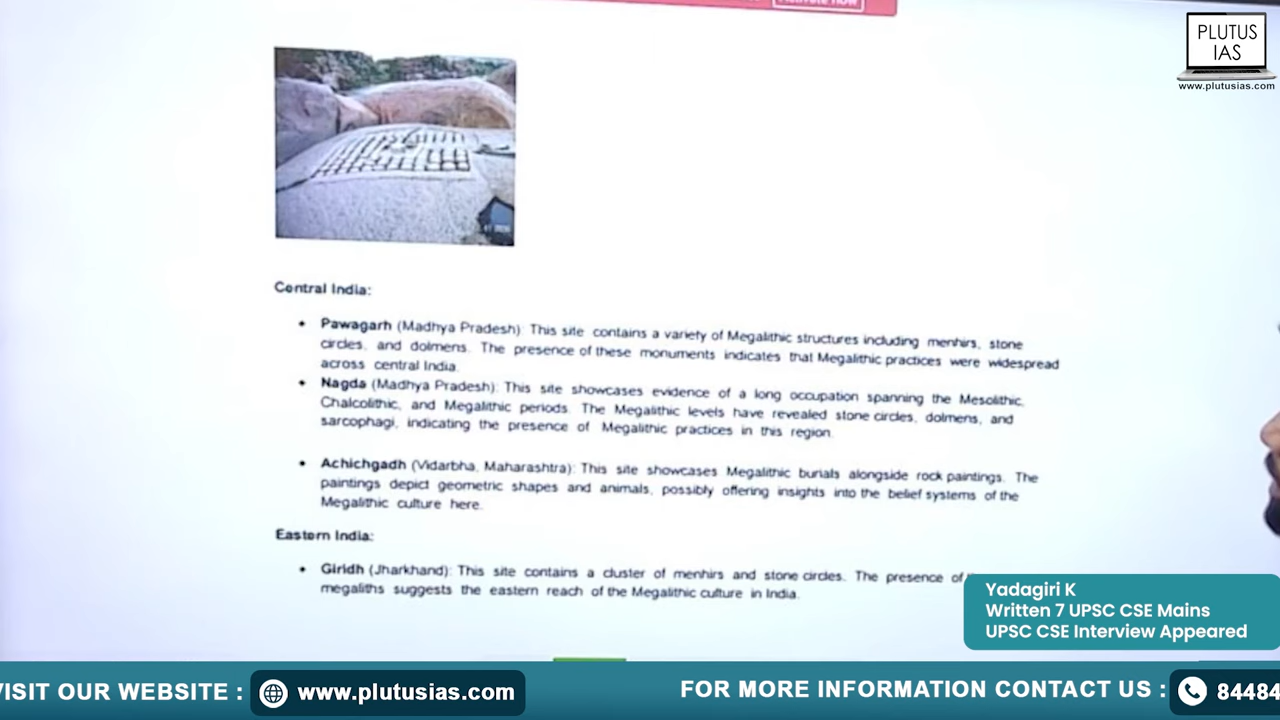 PLUTUS
IAS
www.plutusias.com
Central India:
• Pawagarh (Madhya Pradesh): This site contains a variety of Megalithic structures including menhirs, stone
circles, and dolmens. The presence of these monuments indicates that Megalithic practices were widespread
across central India.
• Nagda (Madhya Pradesh): This site showcases evidence of a long occupation spanning the Mesolithic,
Chalcolithic, and Megalithic periods. The Megalithic levels have revealed stone circles, dolmens, and
sarcophagi, indicating the presence of Megalithic practices in this region.
• Achichgadh (Vidarbha, Maharashtra): This site showcases Megalithic burials alongside rock paintings. The
paintings depict geometric shapes and animals, possibly offering insights into the belief systems of the
Megalithic culture here.
Eastern India:
• Giridh (Jharkhand): This site contains a cluster of menhirs and stone circles. The presence of
megaliths suggests the eastern reach of the Megalithic culture in India.
Yadagiri K
Written 7 UPSC CSE Mains
UPSC CSE Interview Appeared
VISIT OUR WEBSITE : www.plutusias.com
FOR MORE INFORMATION CONTACT US : 84484